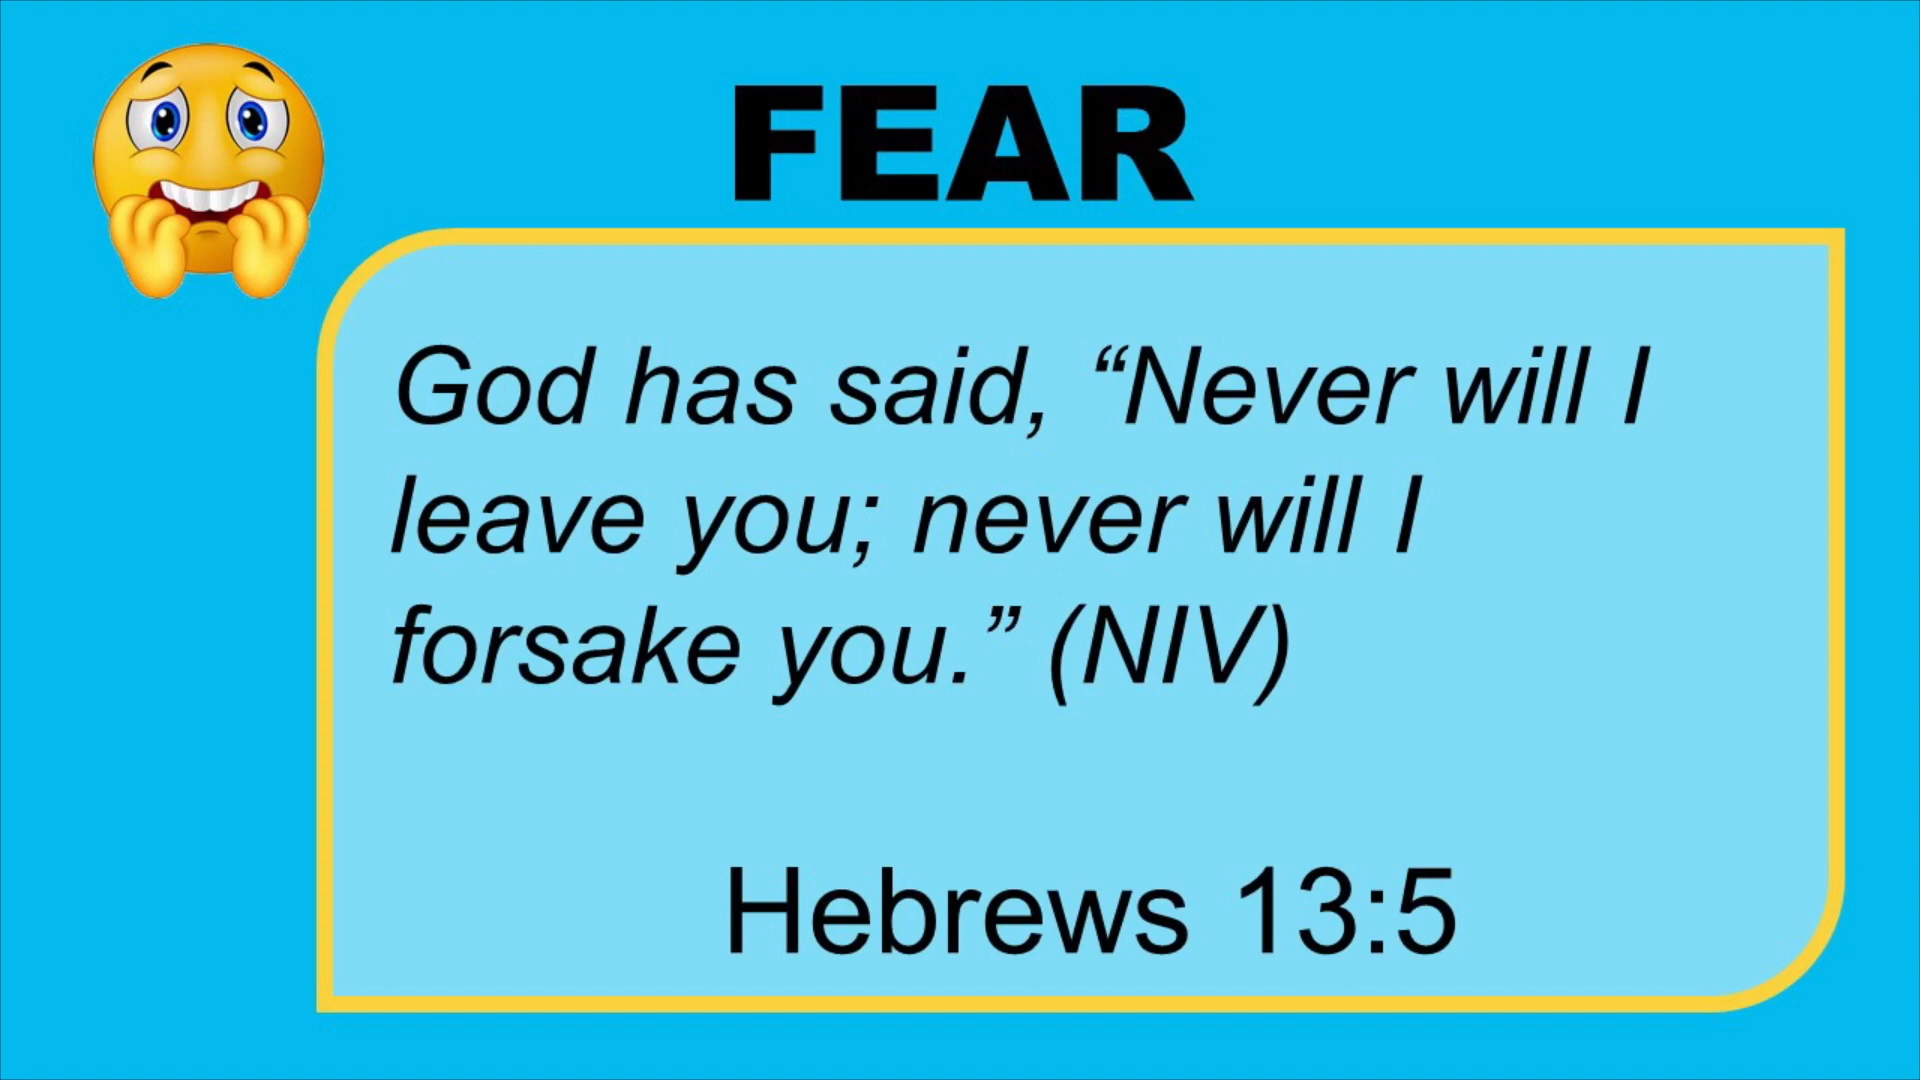 FEAR
God has said, “Never will I
leave you; never will I
forsake you.” (NIV)
Hebrews 13:5